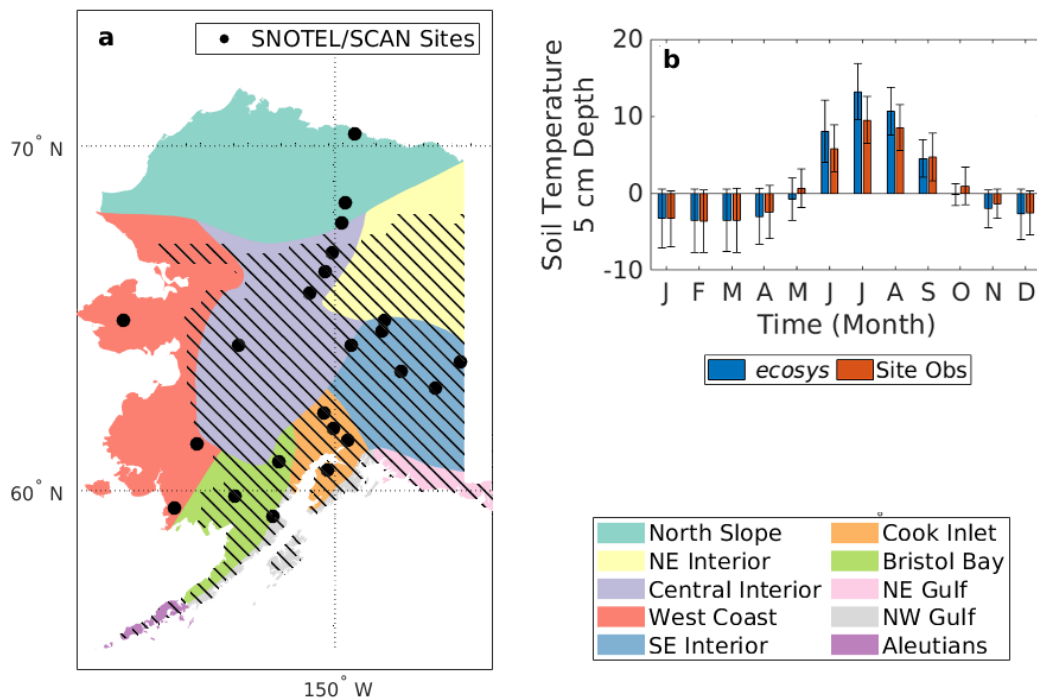 a
SNOTEL/SCAN Sites
70° N
60° N
150° W
b
Soil Temperature
5 cm Depth
20
10
0
-10
J F M A M J J A S O N D
Time (Month)
ecosys Site Obs
North Slope Cook Inlet
NE Interior Bristol Bay
Central Interior NE Gulf
West Coast NW Gulf
SE Interior Aleutians